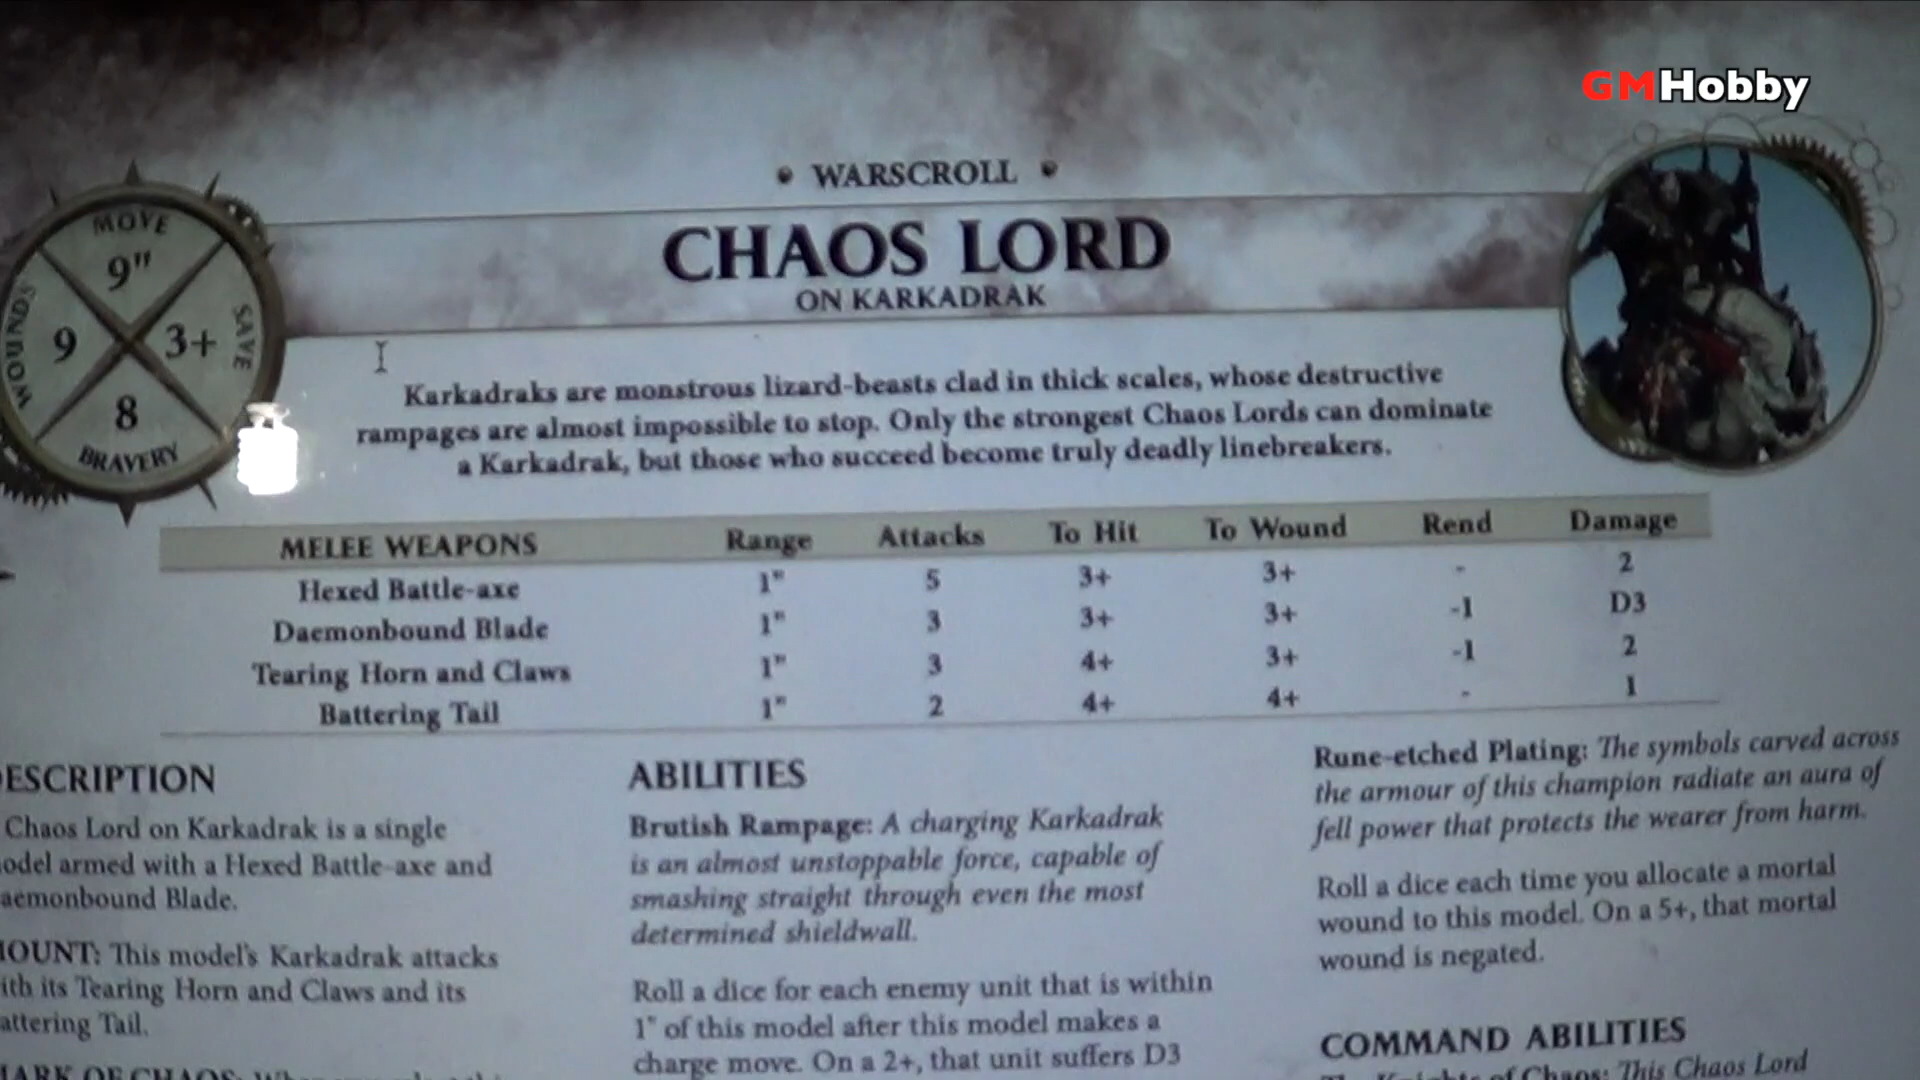 GMHobby
WARSCROLL
CHAOS LORD
ON KARKADRAK
MOVE
9"
WOUNDS
9
3+
SAVE
8
BRAVERY
Karkadraks are monstrous lizard-beasts clad in thick scales, whose destructive
rampages are almost impossible to stop. Only the strongest Chaos Lords can dominate
a Karkadrak, but those who succeed become truly deadly linebreakers.
MELEE WEAPONS Range Attacks To Hit To Wound Rend Damage
Hexed Battle-axe 1" 5 3+ 3+ - 2
Daemonbound Blade 1" 3 3+ 3+ -1 D3
Tearing Horn and Claws 1" 3 4+ 3+ -1 2
Battering Tail 1" 2 4+ 4+ - 1
ESCRIPTION
Chaos Lord on Karkadrak is a single
odel armed with a Hexed Battle-axe and
aemonbound Blade.
OUNT: This model's Karkadrak attacks
ith its Tearing Horn and Claws and its
attering Tail.
ARK OF CHAOS:
ABILITIES
Brutish Rampage: A charging Karkadrak
is an almost unstoppable force, capable of
smashing straight through even the most
determined shieldwall.
Roll a dice for each enemy unit that is within
1" of this model after this model makes a
charge move. On a 2+, that unit suffers D3
Rune-etched Plating: The symbols carved across
the armour of this champion radiate an aura of
fell power that protects the wearer from harm.
Roll a dice each time you allocate a mortal
wound to this model. On a 5+, that mortal
wound is negated.
COMMAND ABILITIES
Knights of Chaos: This Chaos Lord